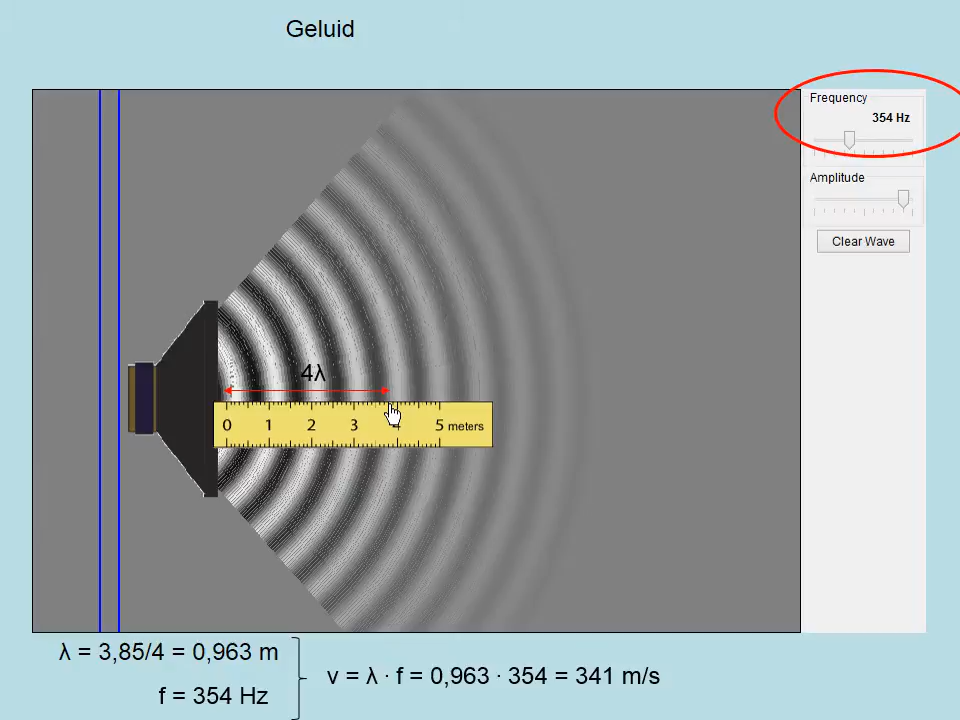 Geluid
Frequency
354 Hz
Amplitude
Clear Wave
4λ
0 1 2 3 4 5 meters
λ = 3,85/4 = 0,963 m
f = 354 Hz
v = λ · f = 0,963 · 354 = 341 m/s